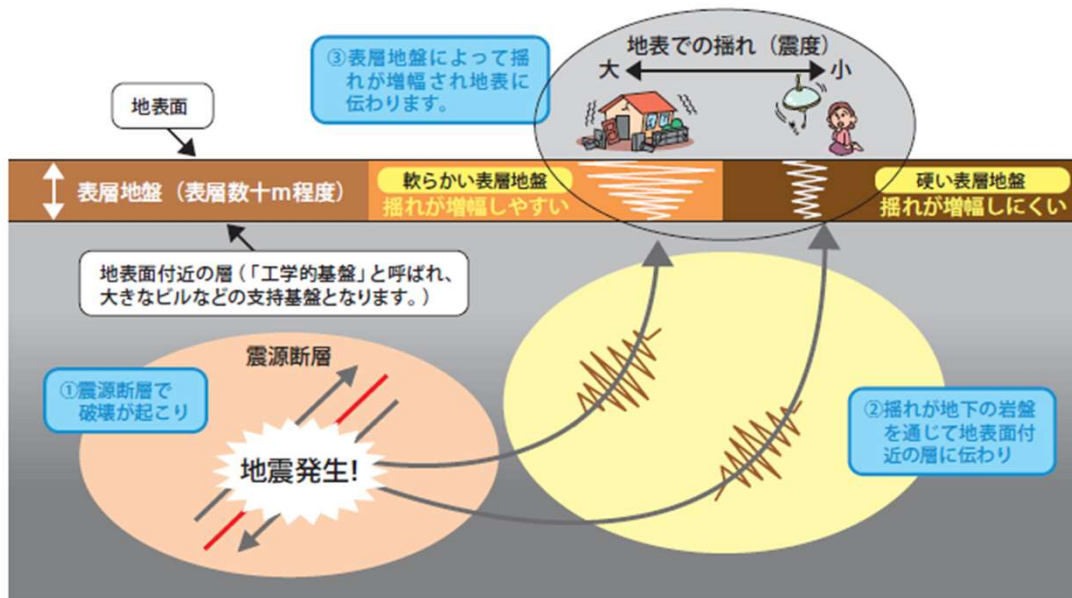 ③表層地盤によって揺
れが増幅され地表に
伝わります。
地表での揺れ（震度）
大
小
地表面
表層地盤（表層数十m程度）
軟らかい表層地盤
揺れが増幅しやすい
硬い表層地盤
揺れが増幅しにくい
地表面付近の層（「工学的基盤」と呼ばれ、
大きなビルなどの支持基盤となります。）
震源断層
①震源断層で
破壊が起こり
地震発生!
②揺れが地下の岩盤
を通じて地表面付
近の層に伝わり